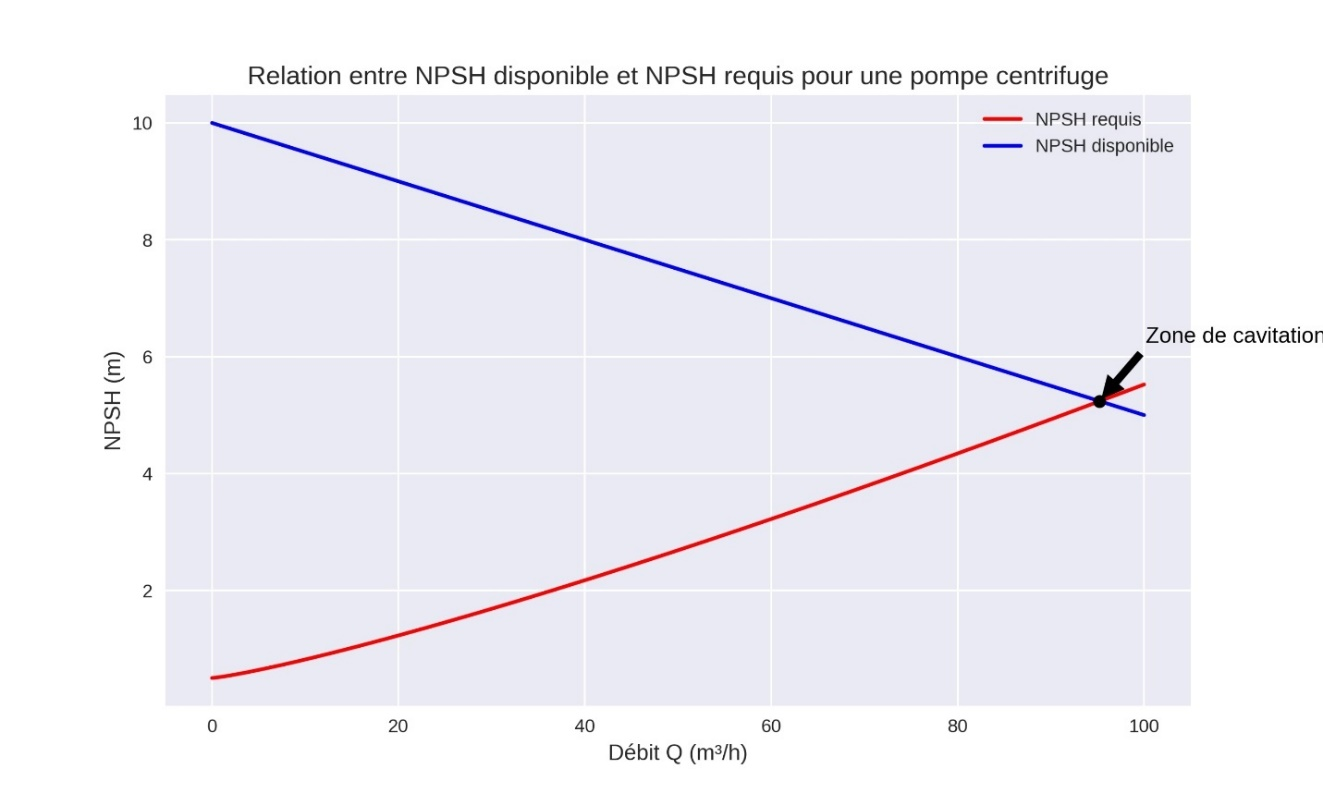 Relation entre NPSH disponible et NPSH requis pour une pompe centrifuge
NPSH requis
NPSH disponible
10
8
6
4
2
NPSH (m)
Zone de cavitation
0
20
40
60
80
100
Débit Q (m³/h)